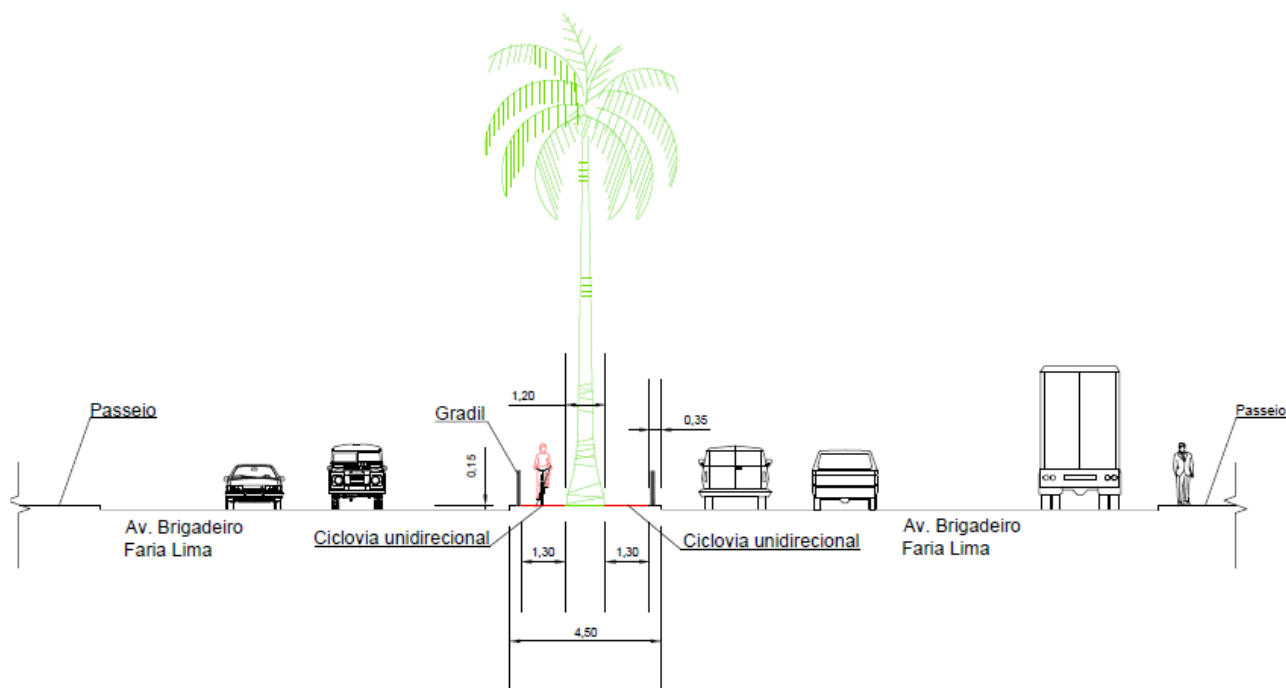 1,20
Passeio
Gradil
0,35
Passeio
0,15
Av. Brigadeiro
Faria Lima
Ciclovia unidirecional
Ciclovia unidirecional
Av. Brigadeiro
Faria Lima
1,30
1,30
4,50